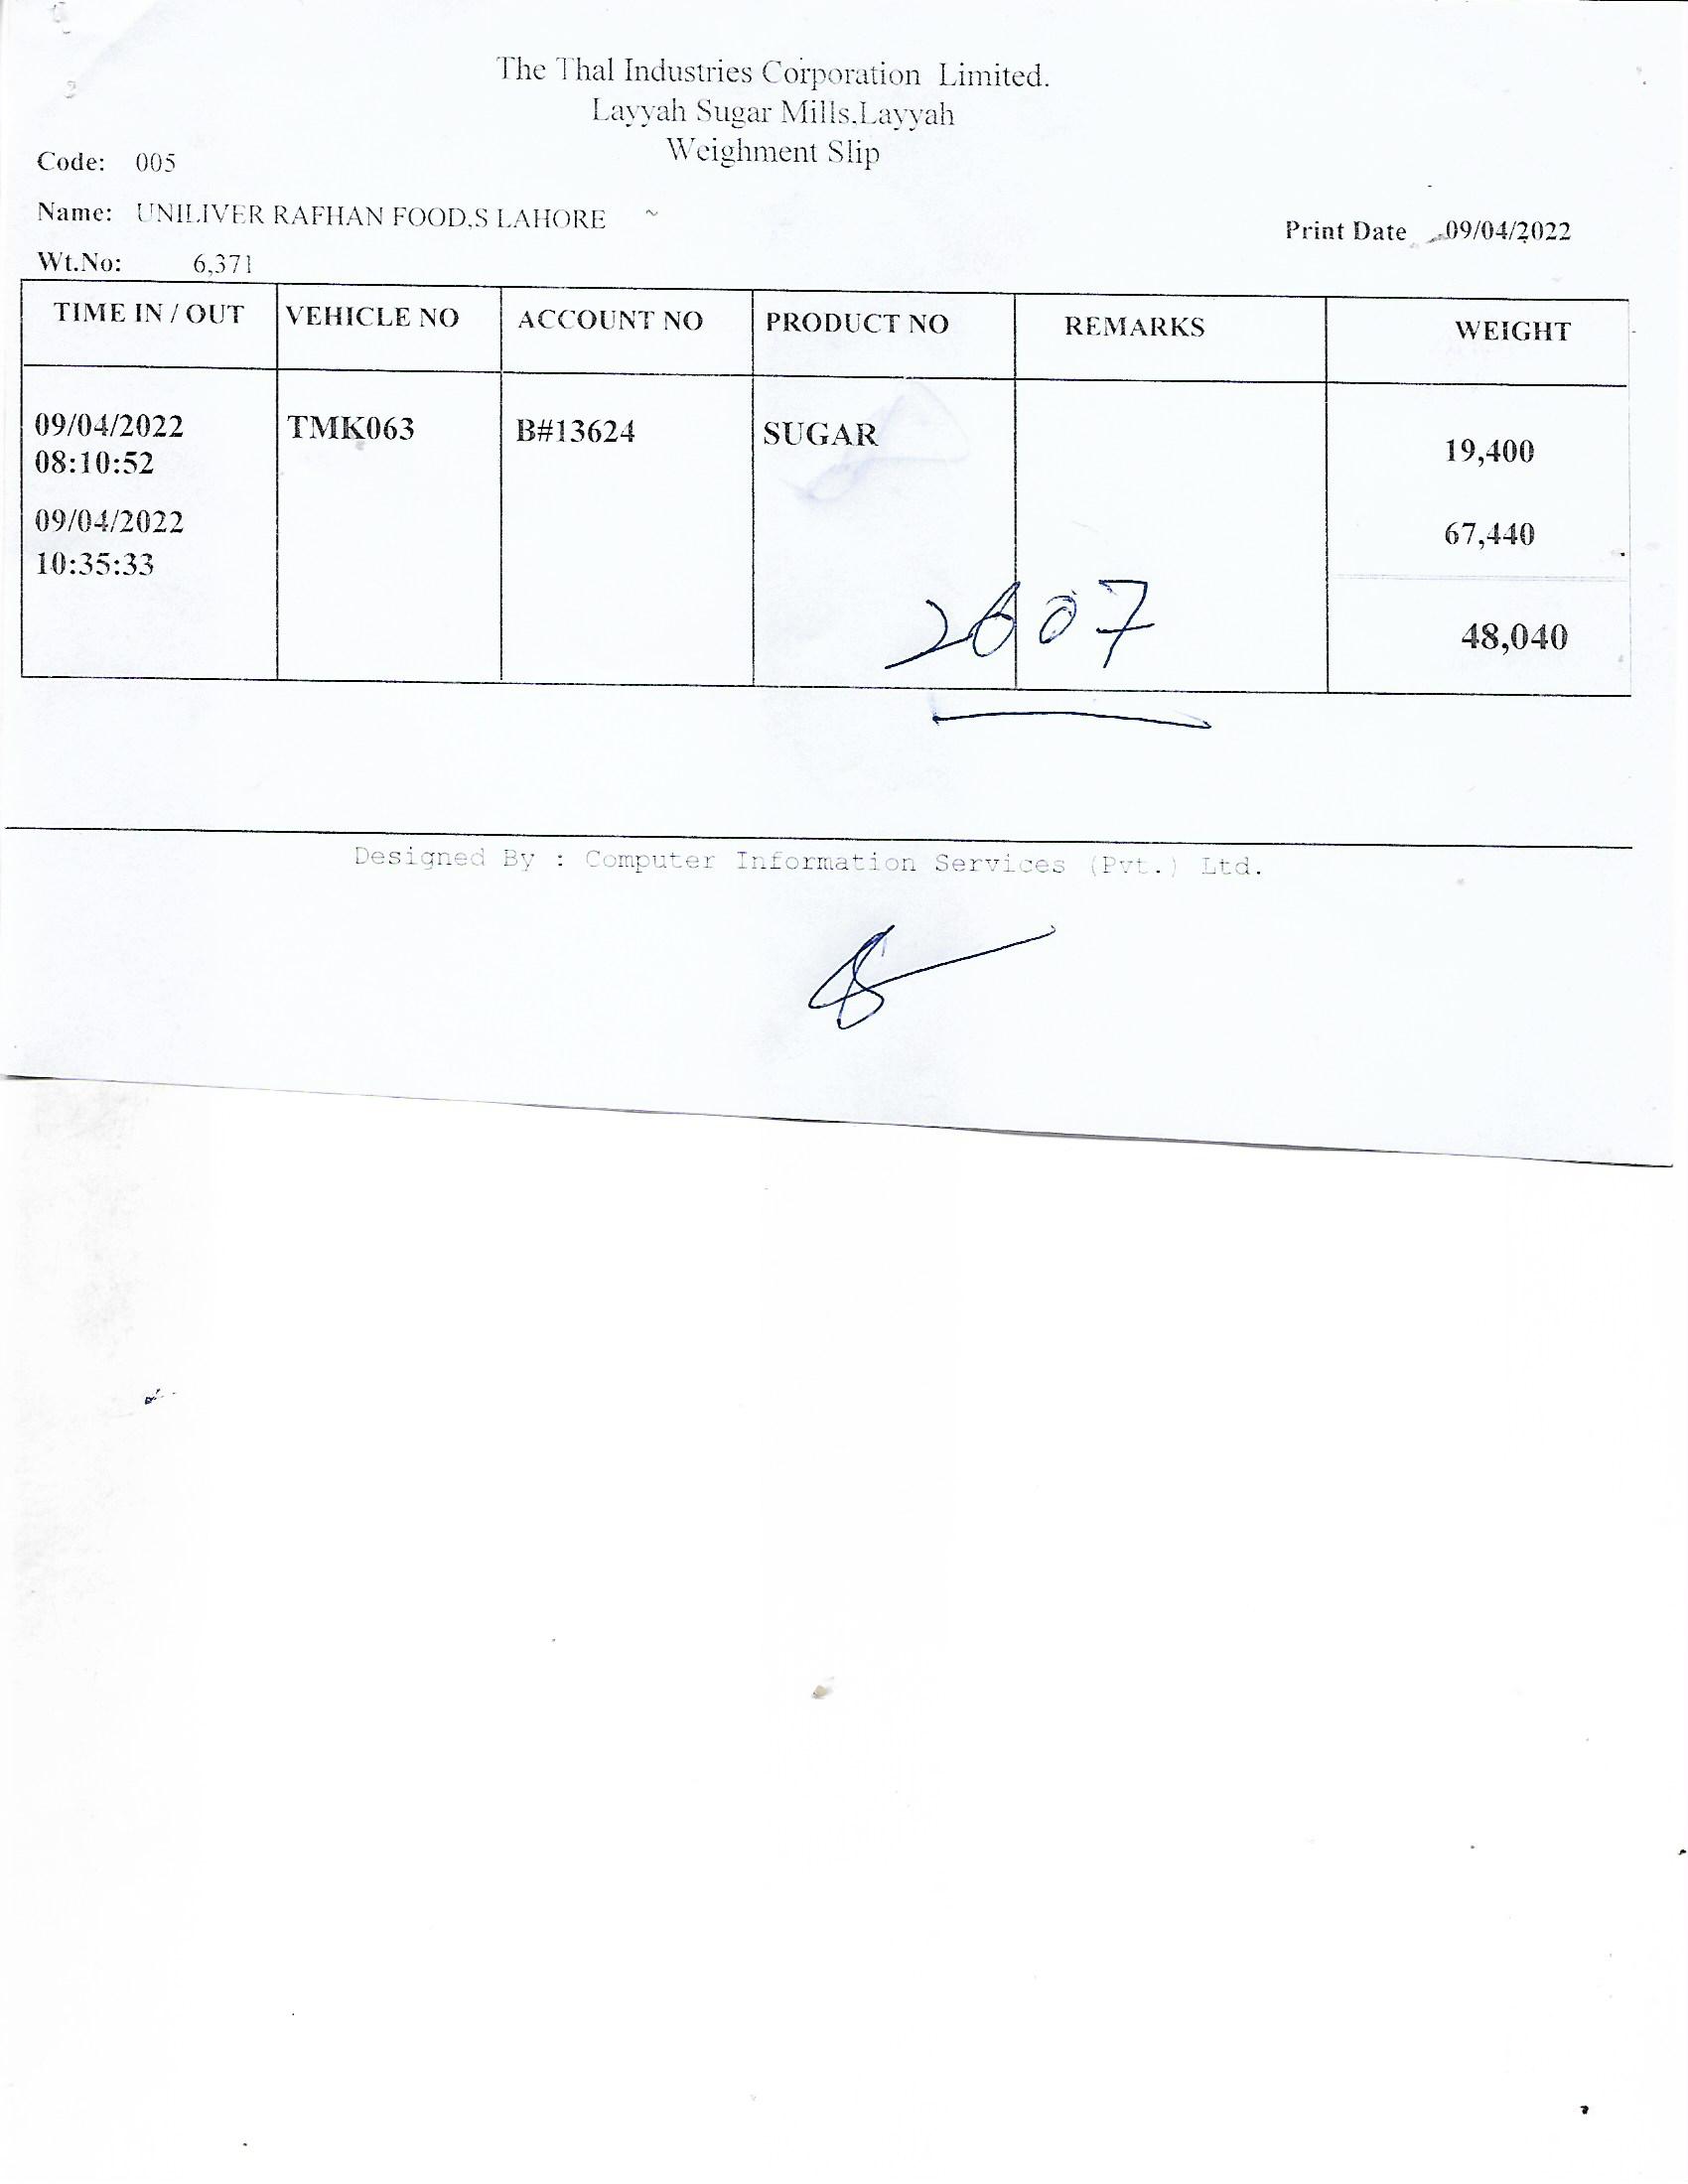 The Thal Industries Corporation Limited.
Layyah Sugar Mills.Layyah
Weighment Slip
Code: 005
Name: UNILIVER RAFHAN FOOD,S LAHORE ~
Print Date 09/04/2022
Wt.No: 6,371
TIME IN / OUT VEHICLE NO ACCOUNT NO PRODUCT NO REMARKS WEIGHT
09/04/2022 TMK063 B#13624 SUGAR 19,400
08:10:52
09/04/2022 67,440
10:35:33
2607
48,040
Designed By : Computer Information Services (Pvt.) Ltd.